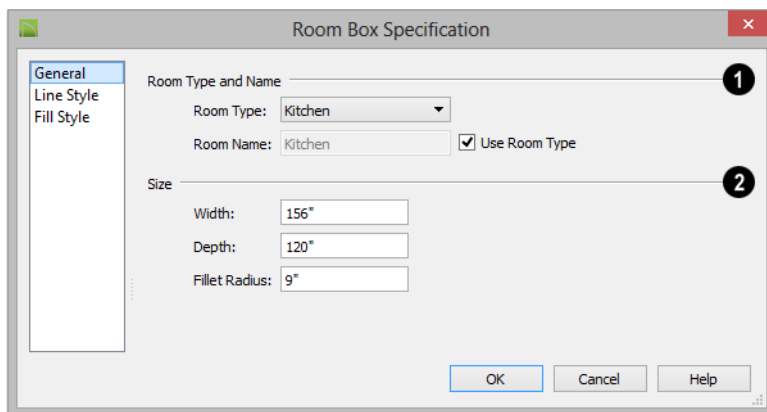 Room Box Specification
General
Line Style
Fill Style
Room Type and Name
1
Room Type: Kitchen
Room Name: Kitchen Use Room Type
Size
2
Width: 156"
Depth: 120"
Fillet Radius: 9"
OK Cancel Help